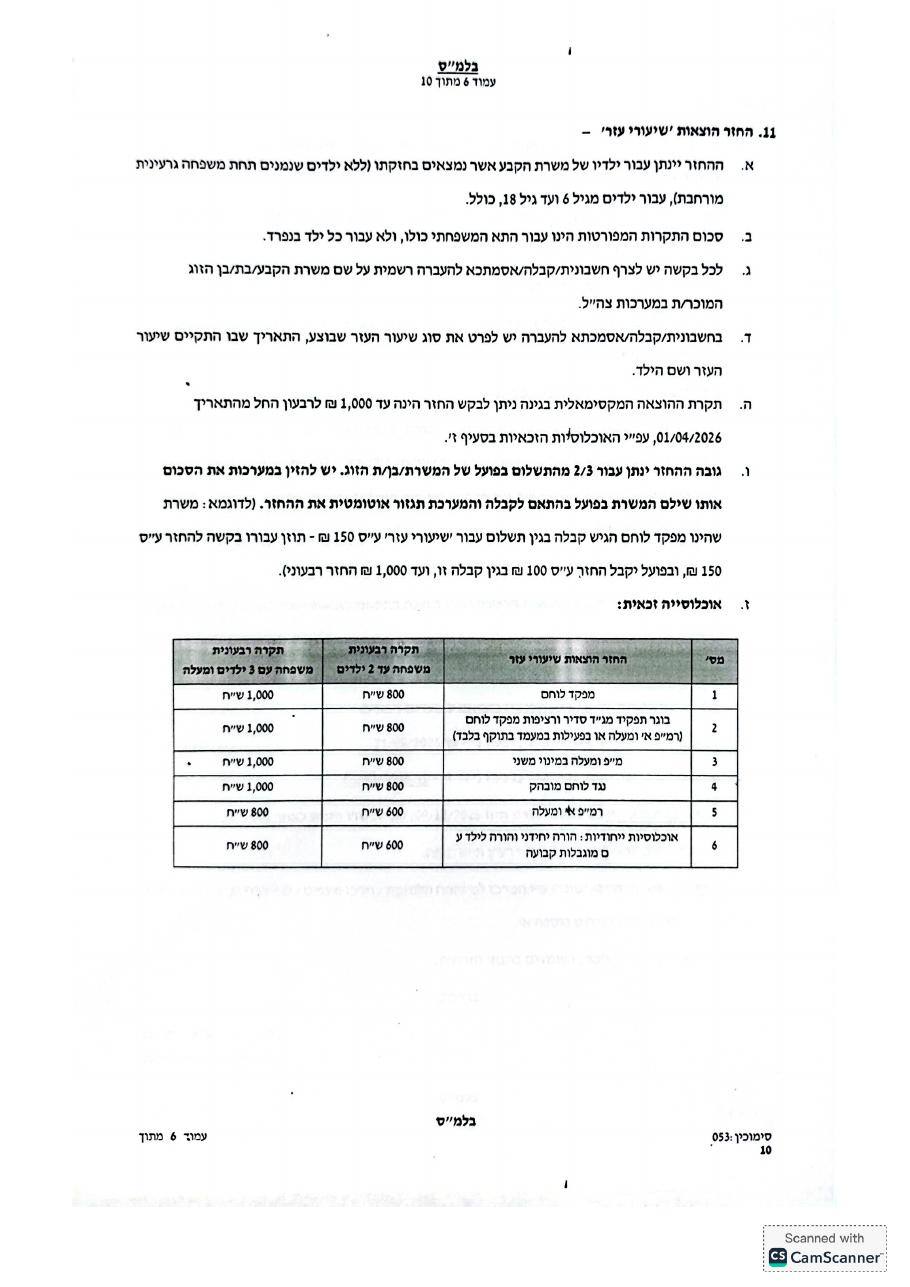 בלמ״ס
עמוד 6 מתוך 10
11. החזר הוצאות 'שיעורי עזר' –
א. ההחזר יינתן עבור ילדיו של משרת הקבע אשר נמצאים בחזקתו (ללא ילדים שנמנים תחת משפחה גרעינית
מורחבת), עבור ילדים מגיל 6 ועד גיל 18, כולל.
ב. סכום התקרות המפורטות הינו עבור התא המשפחתי כולו, ולא עבור כל ילד בנפרד.
ג. לכל בקשה יש לצרף חשבונית/קבלה/אסמתכא להעברה רשמית על שם משרת הקבע/בת/בן הזוג
המוכר/ת במערכות צה״ל.
ד. בחשבונית/קבלה/אסמכתא להעברה יש לפרט את סוג שיעור העזר שבוצע, התאריך שבו התקיים שיעור
העזר ושם הילד.
ה. תקרת ההוצאה המקסימאלית בגינה ניתן לבקש החזר הינה עד 1,000 ₪ לרבעון החל מהתאריך
01/04/2026, עפ״י האוכלוסיות הזכאיות בסעיף ז'.
ו. גובה ההחזר ינתן עבור 2/3 מהתשלום בפועל של המשרת/בן/ת הזוג. יש להזין במערכות את הסכום
אותו שילם המשרת בפועל בהתאם לקבלה והמערכת תגזור אוטומטית את ההחזר. (לדוגמא: משרת
שהינו מפקד לוחם הגיש קבלה בגין תשלום עבור 'שיעורי עזר' ע״ס 150 ₪ - תוזן עבורו בקשה להחזר ע״ס
150 ₪, ובפועל יקבל החזר ע״ס 100 ₪ בגין קבלה זו, ועד 1,000 ₪ החזר רבעוני).
ז. אוכלוסייה זכאית:
מס' החזר הוצאות שיעורי עזר תקרה רבעונית משפחה עד 2 ילדים תקרה רבעונית משפחה עם 3 ילדים ומעלה
1 מפקד לוחם 800 ש״ח 1,000 ש״ח
2 בוגר תפקיד מג״ד סדיר ורציפות מפקד לוחם (רמ״פ א' ומעלה או בפעילות במעמד בתוקף בלבד) 800 ש״ח 1,000 ש״ח
3 מ״פ ומעלה במינוי משני 800 ש״ח 1,000 ש״ח
4 נגד לוחם מובהק 800 ש״ח 1,000 ש״ח
5 רמ״פ א' ומעלה 600 ש״ח 800 ש״ח
6 אוכלוסיות ייחודיות: הורה יחידני והורה לילד ע ם מוגבלות קבועה 600 ש״ח 800 ש״ח
בלמ״ס
סימוכין: 053 עמוד 6 מתוך
10
Scanned with
CS CamScanner